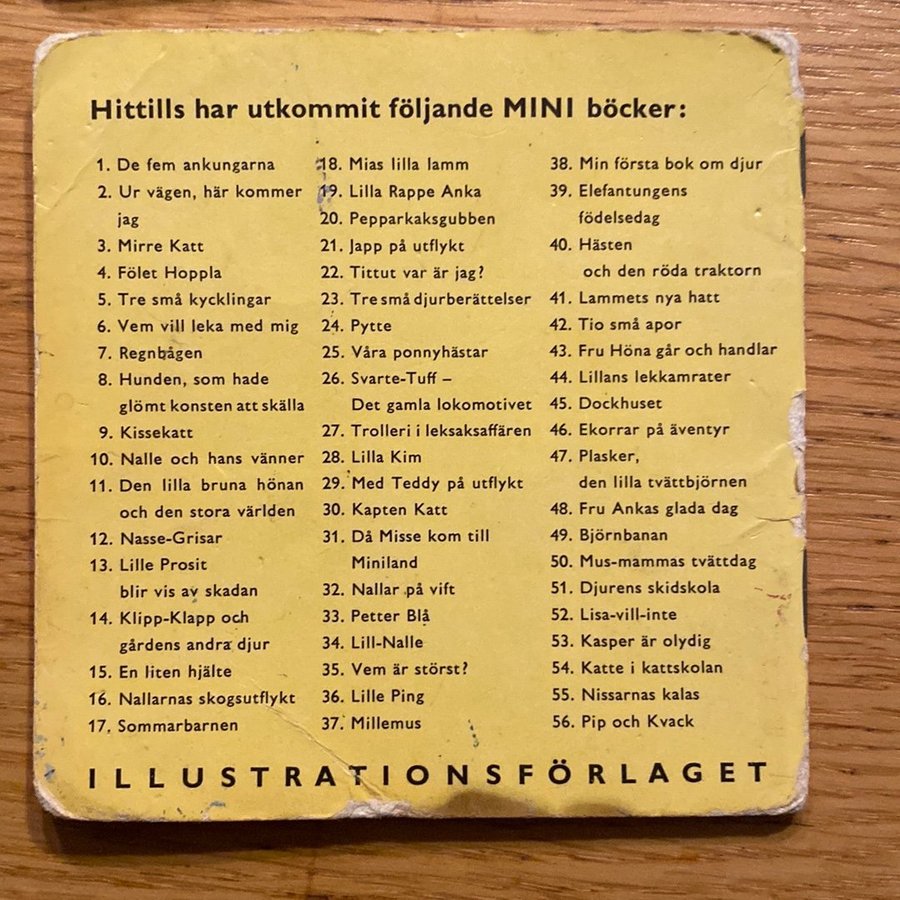 Hittills har utkommit följande MINI böcker:
1. De fem ankungarna
2. Ur vägen, här kommer
jag
3. Mirre Katt
4. Fölet Hoppla
5. Tre små kycklingar
6. Vem vill leka med mig
7. Regnbågen
8. Hunden, som hade
glömt konsten att skälla
9. Kissekatt
10. Nalle och hans vänner
11. Den lilla bruna hönan
och den stora världen
12. Nasse-Grisar
13. Lille Prosit
blir vis av skadan
14. Klipp-Klapp och
gårdens andra djur
15. En liten hjälte
16. Nallarnas skogsutflykt
17. Sommarbarnen
18. Mias lilla lamm
19. Lilla Rappe Anka
20. Pepparkaksgubben
21. Japp på utflykt
22. Tittut var är jag?
23. Tre små djurberättelser
24. Pytte
25. Våra ponnyhästar
26. Svarte-Tuff –
Det gamla lokomotivet
27. Trolleri i leksaksaffären
28. Lilla Kim
29. Med Teddy på utflykt
30. Kapten Katt
31. Då Misse kom till
Miniland
32. Nallar på vift
33. Petter Blå
34. Lill-Nalle
35. Vem är störst?
36. Lille Ping
37. Millemus
38. Min första bok om djur
39. Elefantungens
födelsedag
40. Hästen
och den röda traktorn
41. Lammets nya hatt
42. Tio små apor
43. Fru Höna går och handlar
44. Lillans lekkamrater
45. Dockhuset
46. Ekorrar på äventyr
47. Plasker,
den lilla tvättbjörnen
48. Fru Ankas glada dag
49. Björnbanan
50. Mus-mammas tvättdag
51. Djurens skidskola
52. Lisa-vill-inte
53. Kasper är olydig
54. Katte i kattskolan
55. Nissarnas kalas
56. Pip och Kvack
ILLUSTRATIONSFÖRLAGET